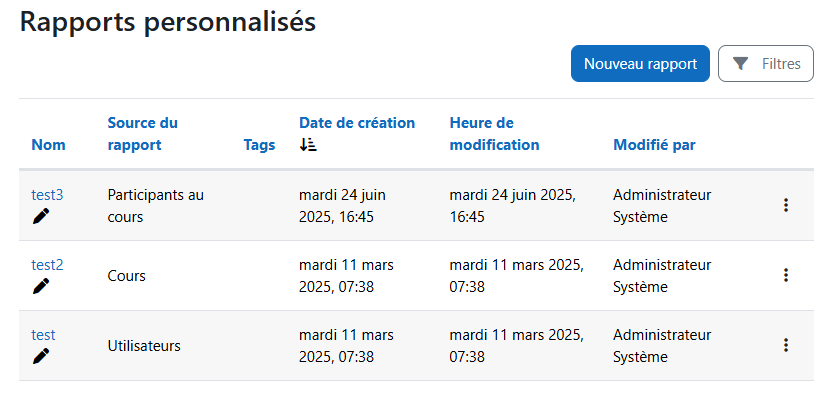 Rapports personnalisés
Nouveau rapport
Filtres
Nom
Source du
rapport
Tags
Date de création
Heure de
modification
Modifié par
test3
Participants au
cours
mardi 24 juin
2025, 16:45
mardi 24 juin 2025,
16:45
Administrateur
Système
test2
Cours
mardi 11 mars
2025, 07:38
mardi 11 mars 2025,
07:38
Administrateur
Système
test
Utilisateurs
mardi 11 mars
2025, 07:38
mardi 11 mars 2025,
07:38
Administrateur
Système